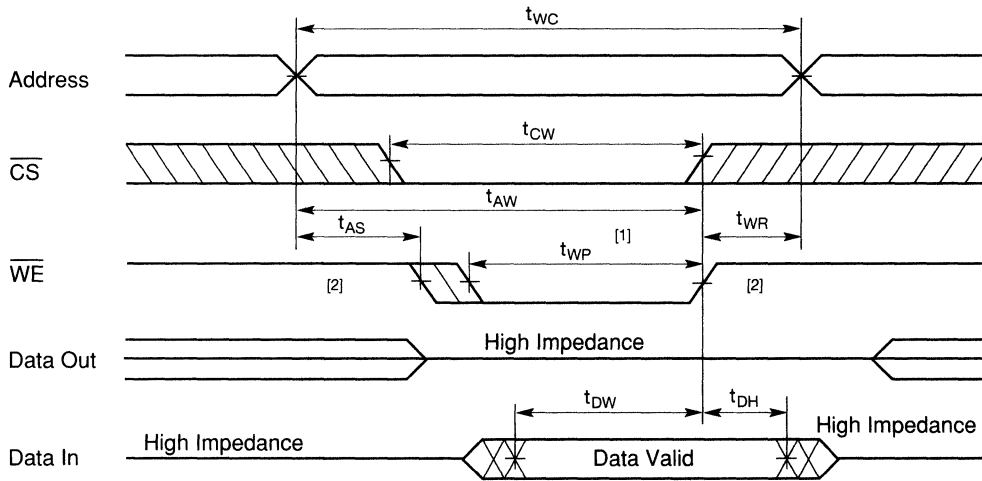 tWC
Address
tCW
CS
tAW
tAS
[1]
tWR
tWP
WE
[2]
[2]
High Impedance
Data Out
tDW
tDH
High Impedance
High Impedance
Data In
Data Valid